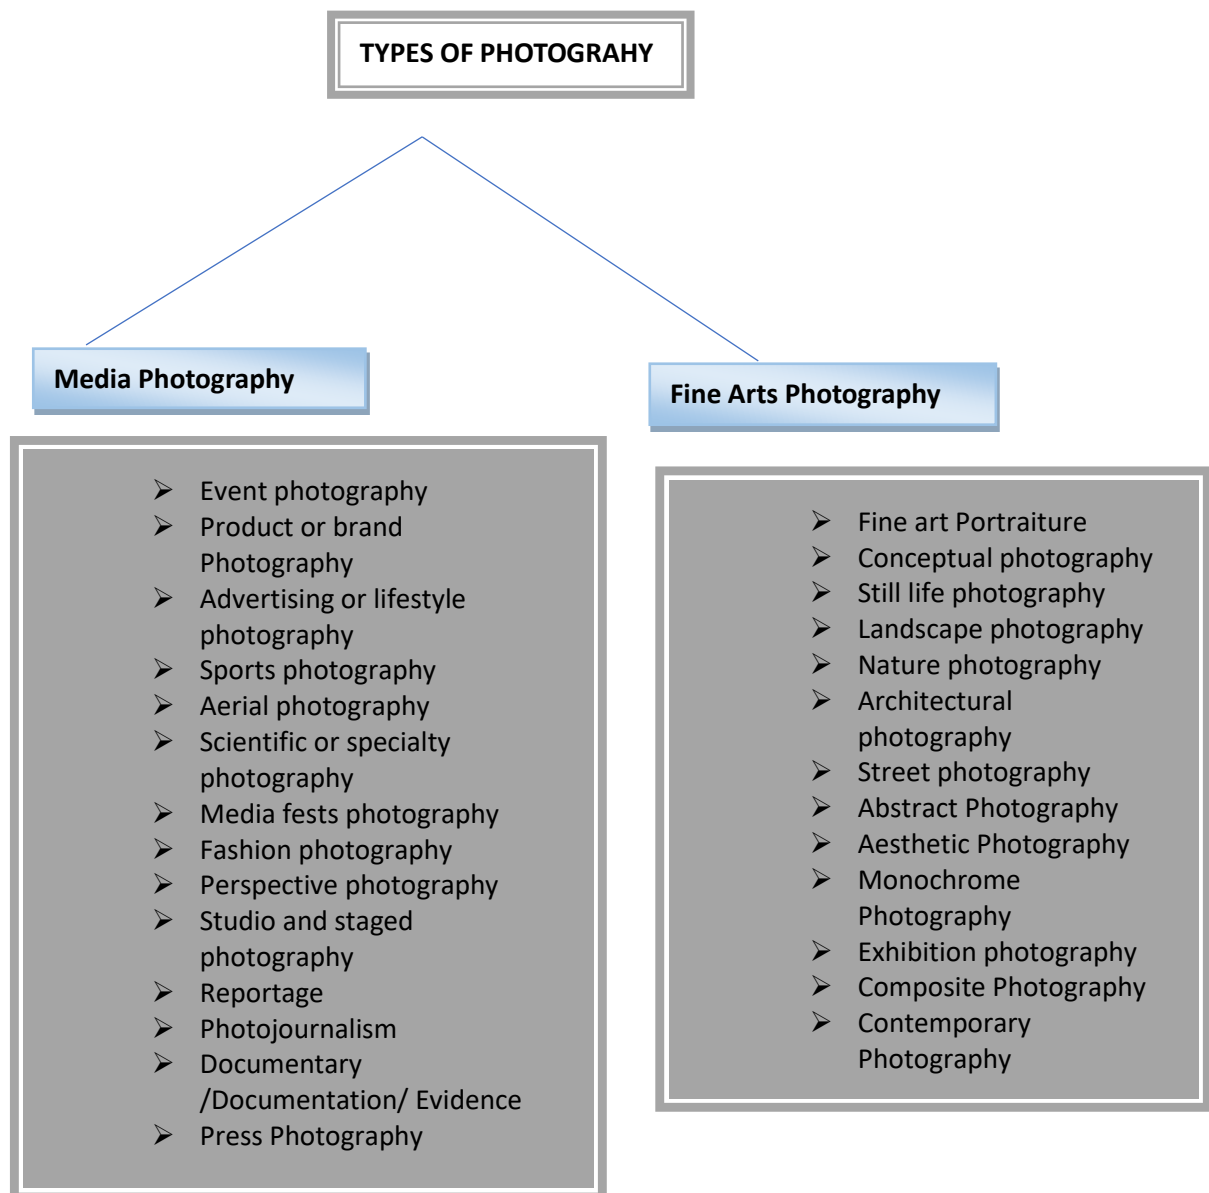 TYPES OF PHOTOGRAHY
Media Photography
➢ Event photography
➢ Product or brand
Photography
➢ Advertising or lifestyle
photography
➢ Sports photography
➢ Aerial photography
➢ Scientific or specialty
photography
➢ Media fests photography
➢ Fashion photography
➢ Perspective photography
➢ Studio and staged
photography
➢ Reportage
➢ Photojournalism
➢ Documentary
/Documentation/ Evidence
➢ Press Photography
Fine Arts Photography
➢ Fine art Portraiture
➢ Conceptual photography
➢ Still life photography
➢ Landscape photography
➢ Nature photography
➢ Architectural
photography
➢ Street photography
➢ Abstract Photography
➢ Aesthetic Photography
➢ Monochrome
Photography
➢ Exhibition photography
➢ Composite Photography
➢ Contemporary
Photography